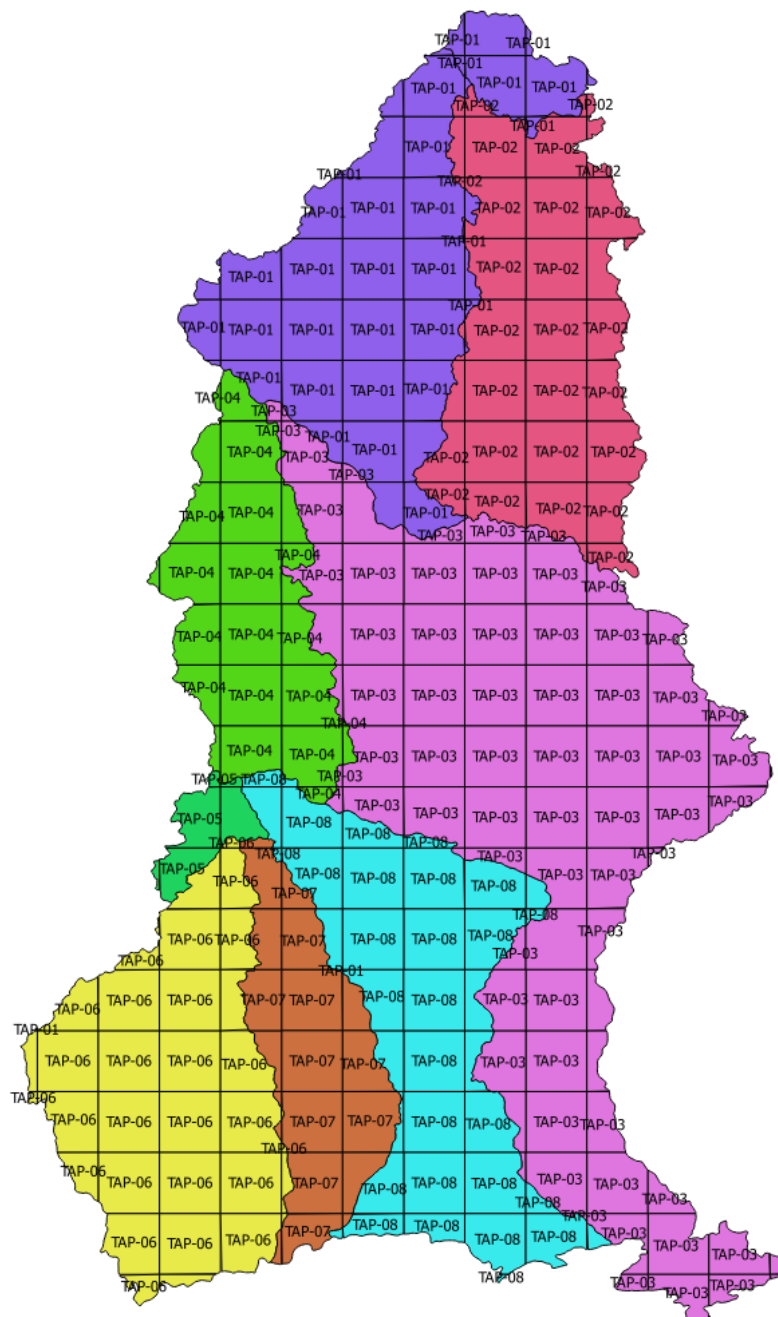 TAP-01 TAP-01
TAP-01
TAP-01 TAP-01 TAP-01
TAP-02 TAP-02
TAP-01
TAP-01 TAP-02 TAP-02
TAP-01 TAP-02
TAP-02
TAP-01 TAP-01 TAP-01 TAP-02 TAP-02 TAP-02
TAP-01
TAP-01 TAP-01 TAP-01 TAP-01 TAP-02 TAP-02
TAP-01
TAP-01 TAP-01 TAP-01 TAP-01 TAP-01 TAP-02 TAP-02 TAP-02
TAP-01
TAP-04 TAP-01 TAP-01 TAP-01 TAP-02 TAP-02 TAP-02
TAP-03
TAP-03 TAP-01
TAP-04 TAP-03 TAP-01 TAP-02 TAP-02 TAP-02 TAP-02
TAP-03
TAP-02
TAP-04 TAP-04 TAP-03 TAP-01 TAP-02 TAP-02 TAP-02
TAP-03 TAP-03 TAP-03
TAP-04 TAP-02
TAP-04 TAP-04 TAP-03 TAP-03 TAP-03 TAP-03 TAP-03 TAP-03
TAP-04 TAP-04 TAP-04 TAP-03 TAP-03 TAP-03 TAP-03 TAP-03 TAP-03
TAP-04 TAP-04 TAP-03 TAP-03 TAP-03 TAP-03 TAP-03 TAP-03
TAP-04 TAP-03
TAP-04 TAP-04 TAP-03 TAP-03 TAP-03 TAP-03 TAP-03 TAP-03 TAP-03
TAP-05 TAP-08 TAP-03
TAP-04
TAP-05 TAP-08 TAP-03 TAP-03 TAP-03 TAP-03 TAP-03 TAP-03
TAP-08
TAP-06 TAP-08
TAP-08 TAP-03 TAP-03
TAP-05 TAP-06 TAP-08 TAP-08 TAP-08 TAP-08 TAP-03 TAP-03
TAP-07
TAP-08
TAP-06 TAP-06 TAP-07 TAP-08 TAP-08 TAP-08 TAP-03
TAP-06 TAP-03
TAP-01
TAP-06 TAP-06 TAP-06 TAP-07 TAP-07 TAP-08 TAP-08 TAP-03 TAP-03
TAP-01
TAP-06 TAP-06 TAP-06 TAP-06 TAP-07 TAP-07 TAP-08 TAP-03 TAP-03
TAP-06
TAP-06 TAP-06 TAP-06 TAP-06 TAP-07 TAP-07 TAP-08 TAP-08 TAP-03 TAP-03
TAP-06
TAP-06 TAP-06 TAP-06 TAP-06 TAP-07 TAP-08 TAP-08 TAP-08 TAP-03 TAP-03 TAP-03
TAP-08
TAP-03
TAP-06 TAP-06 TAP-06 TAP-07 TAP-08 TAP-08 TAP-08 TAP-08 TAP-03 TAP-03 TAP-03
TAP-06 TAP-08 TAP-03 TAP-03 TAP-03